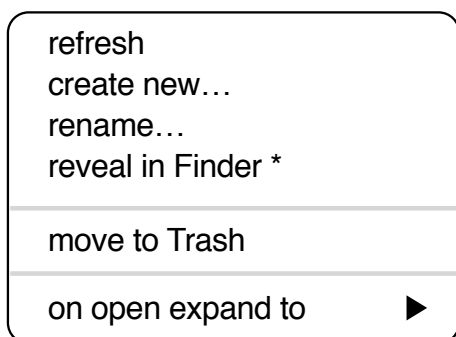 refresh
create new…
rename…
reveal in Finder *
move to Trash
on open expand to ▶